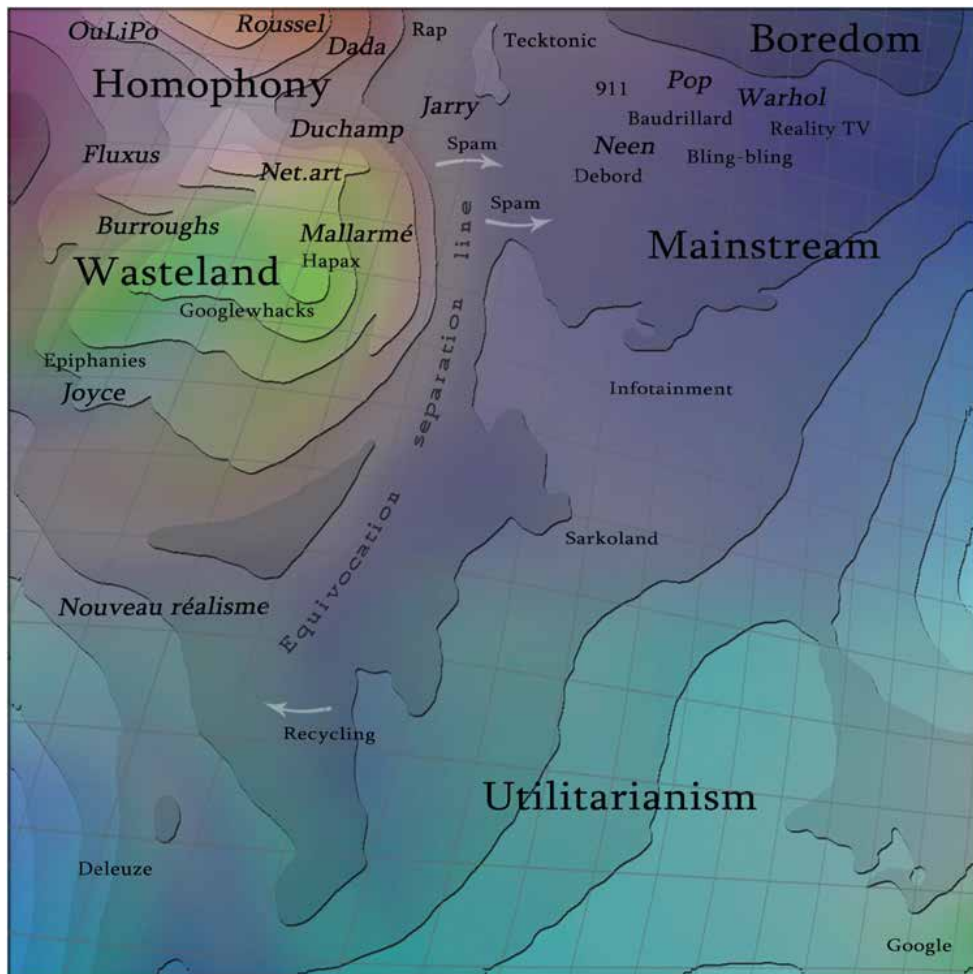 OuLiPo
Roussel
Dada
Rap
Tecktonic
Boredom
Homophony
Jarry
911
Pop
Warhol
Baudrillard
Reality TV
Duchamp
Spam
Neen
Bling-bling
Fluxus
Net.art
Debord
Spam
Burroughs
Mallarmé
Mainstream
Wasteland
Hapax
Googlewhacks
Epiphanies
Joyce
Infotainment
Equivocation separation line
Sarkoland
Nouveau réalisme
Recycling
Utilitarianism
Deleuze
Google